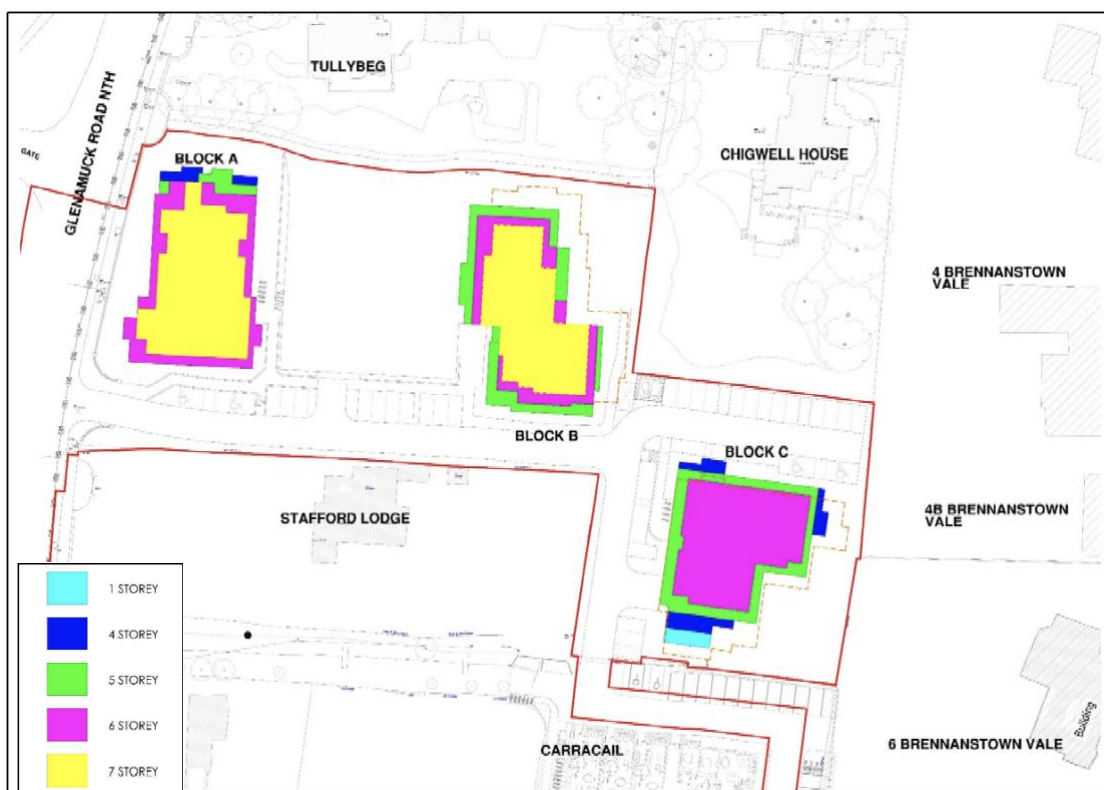 TULLYBEG
GLENAMUCK ROAD NTH
GATE
BLOCK A
CHIGWELL HOUSE
4 BRENNANSTOWN
VALE
BLOCK B
BLOCK C
STAFFORD LODGE
4B BRENNANSTOWN
VALE
1 STOREY
4 STOREY
5 STOREY
6 STOREY
7 STOREY
CARRACAIL
6 BRENNANSTOWN VALE
Building